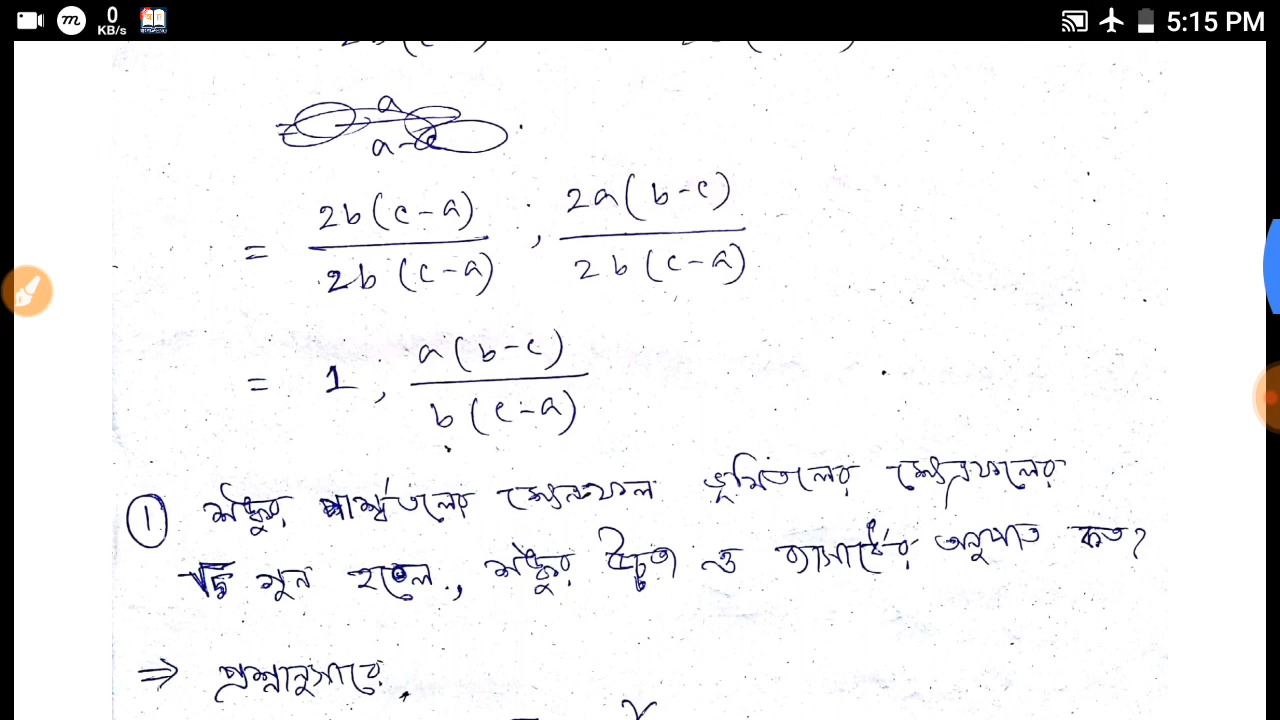 0
KB/s
5:15 PM
a
a-c
= 2b(c-a) / 2b(c-a) , 2a(b-c) / 2b(c-a)
= 1, a(b-c) / b(c-a)
① শঙ্কুর পার্শ্বতলের ক্ষেত্রফল ভূমিতলের ক্ষেত্রফলের
গুন হলে, শঙ্কুর উচ্চতা ও ব্যাসার্ধের অনুপাত কত?
⇒ প্রশ্নানুসারে,